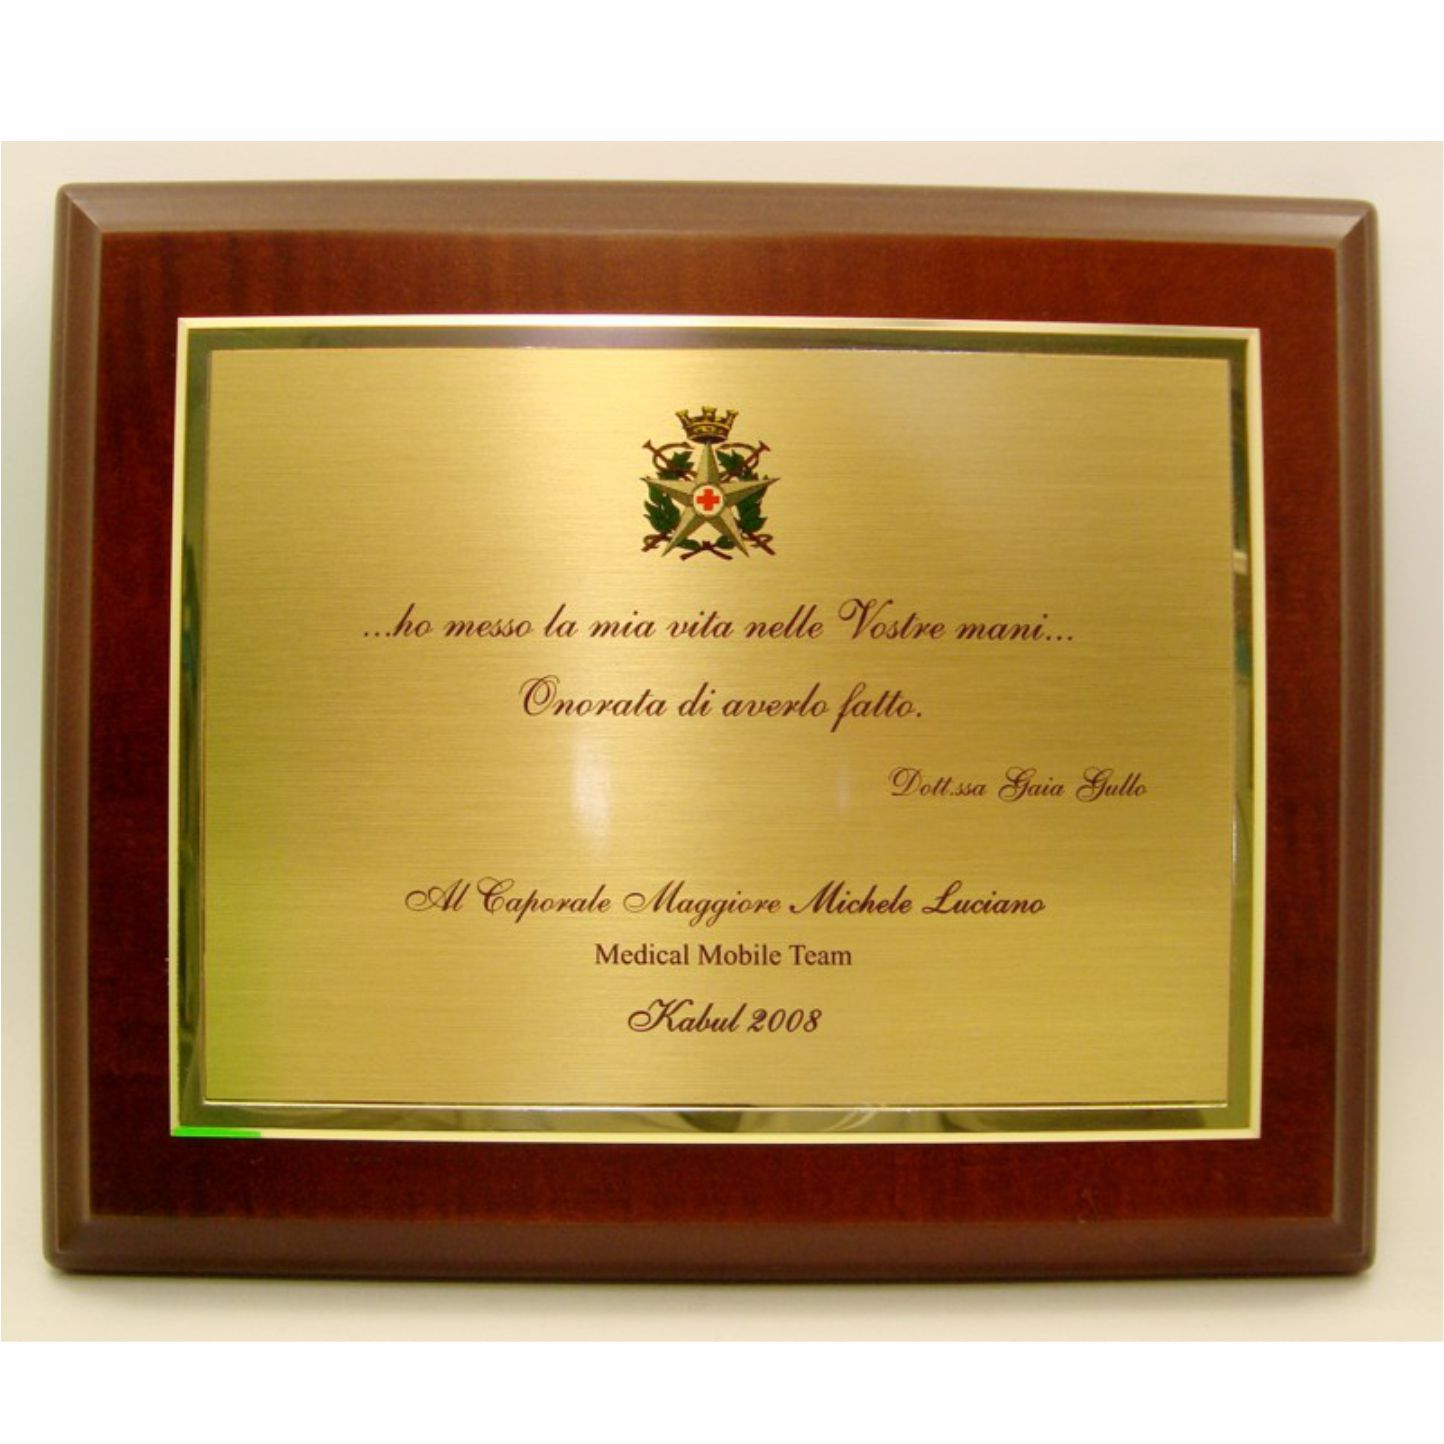 ...ho messo la mia vita nelle Vostre mani...
Onorata di averlo fatto.
Dott.ssa Gaia Gullo
Al Caporale Maggiore Michele Luciano
Medical Mobile Team
Kabul 2008